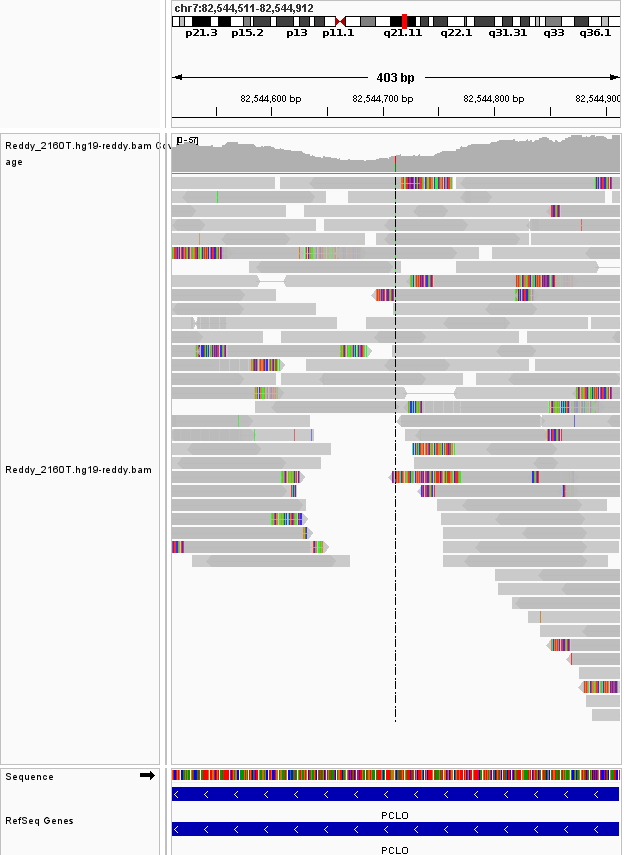 chr7:82,544,511-82,544,912
p21.3 p15.2 p13 p11.1 q21.11 q22.1 q31.31 q33 q36.1
403 bp
82,544,600 bp 82,544,700 bp 82,544,800 bp 82,544,900
Reddy_2160T.hg19-reddy.bam Cov
age
[0 - 57]
Reddy_2160T.hg19-reddy.bam
Sequence
PCLO
RefSeq Genes
PCLO